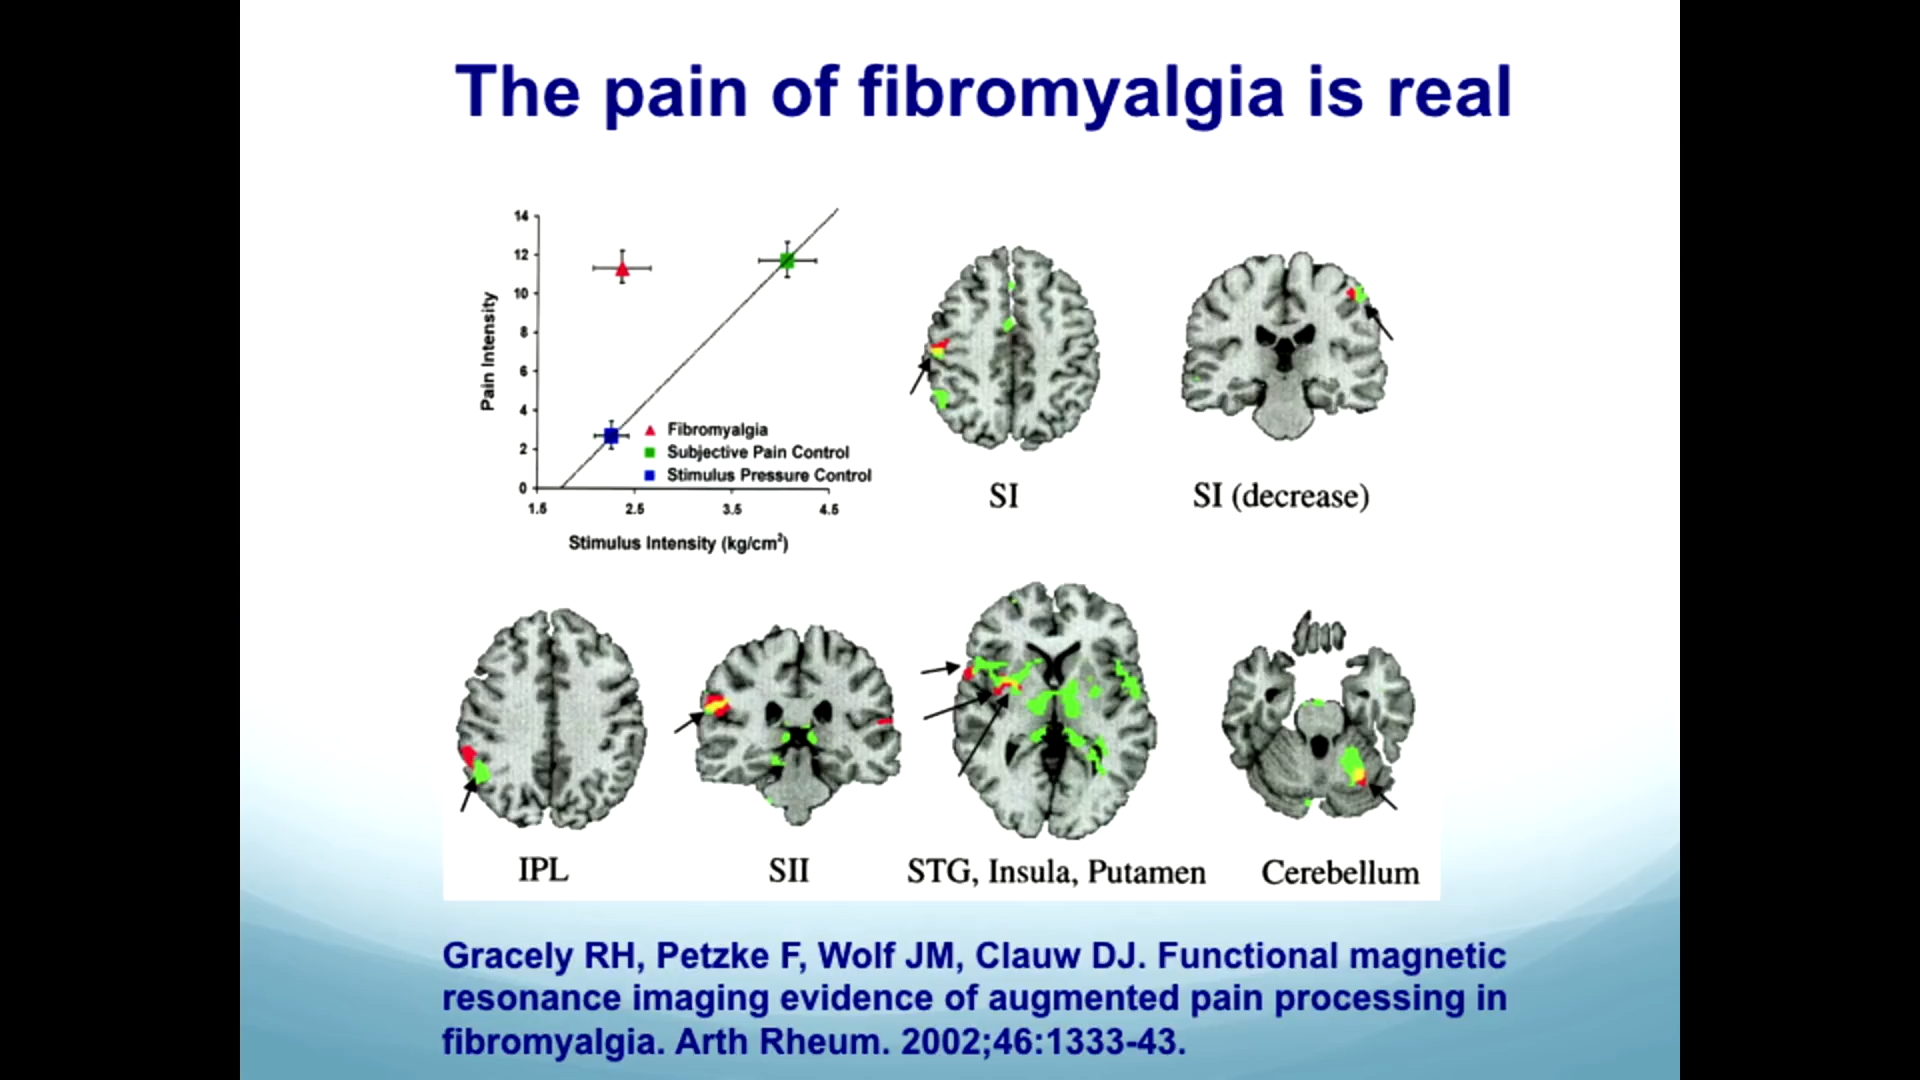 The pain of fibromyalgia is real
14
12
10
8
6
4
2
0
Pain Intensity
Fibromyalgia
Subjective Pain Control
Stimulus Pressure Control
1.5 2.5 3.5 4.5
Stimulus Intensity (kg/cm²)
SI
SI (decrease)
IPL
SII
STG, Insula, Putamen
Cerebellum
Gracely RH, Petzke F, Wolf JM, Clauw DJ. Functional magnetic
resonance imaging evidence of augmented pain processing in
fibromyalgia. Arth Rheum. 2002;46:1333-43.